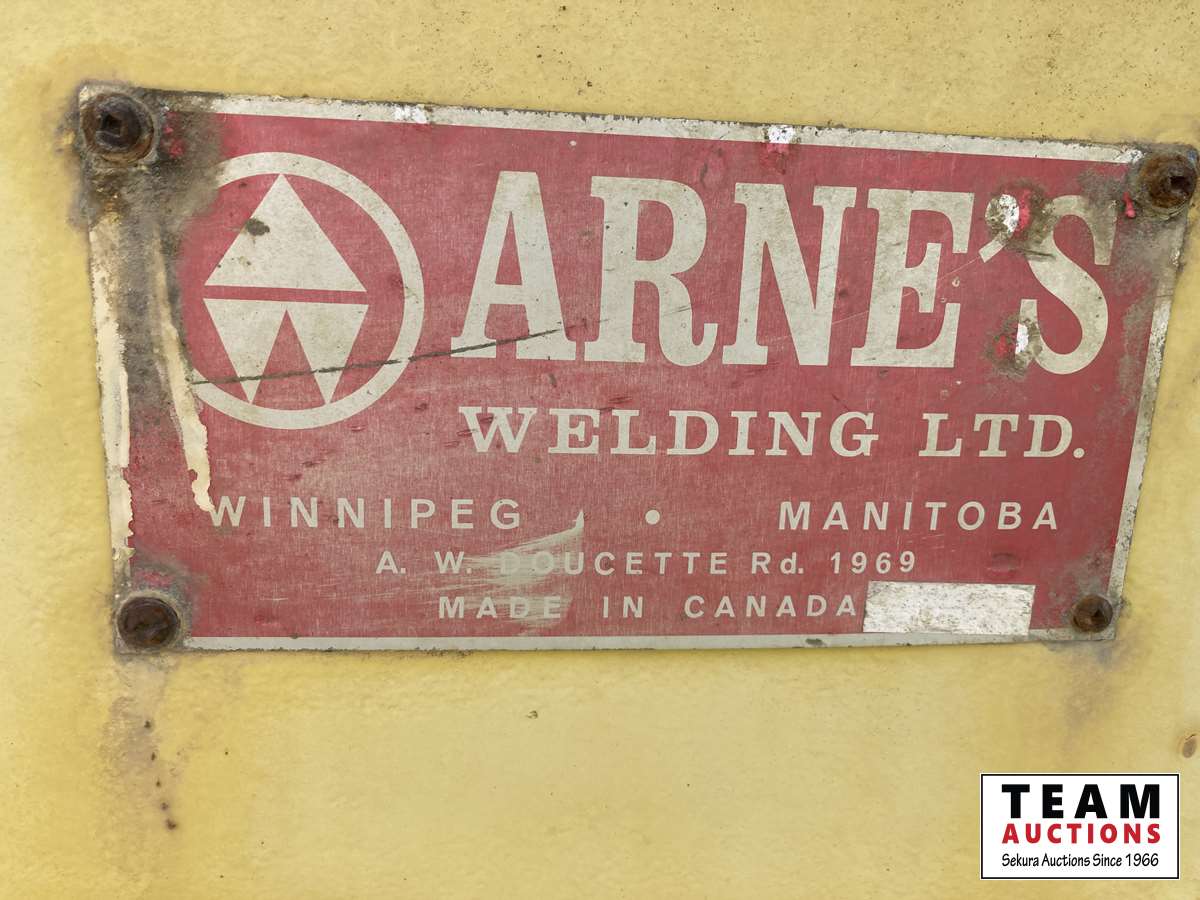 ARNE'S
WELDING LTD.
WINNIPEG • MANITOBA
A. W. DOUCETTE Rd. 1969
MADE IN CANADA
TEAM
AUCTIONS
Sekura Auctions Since 1966